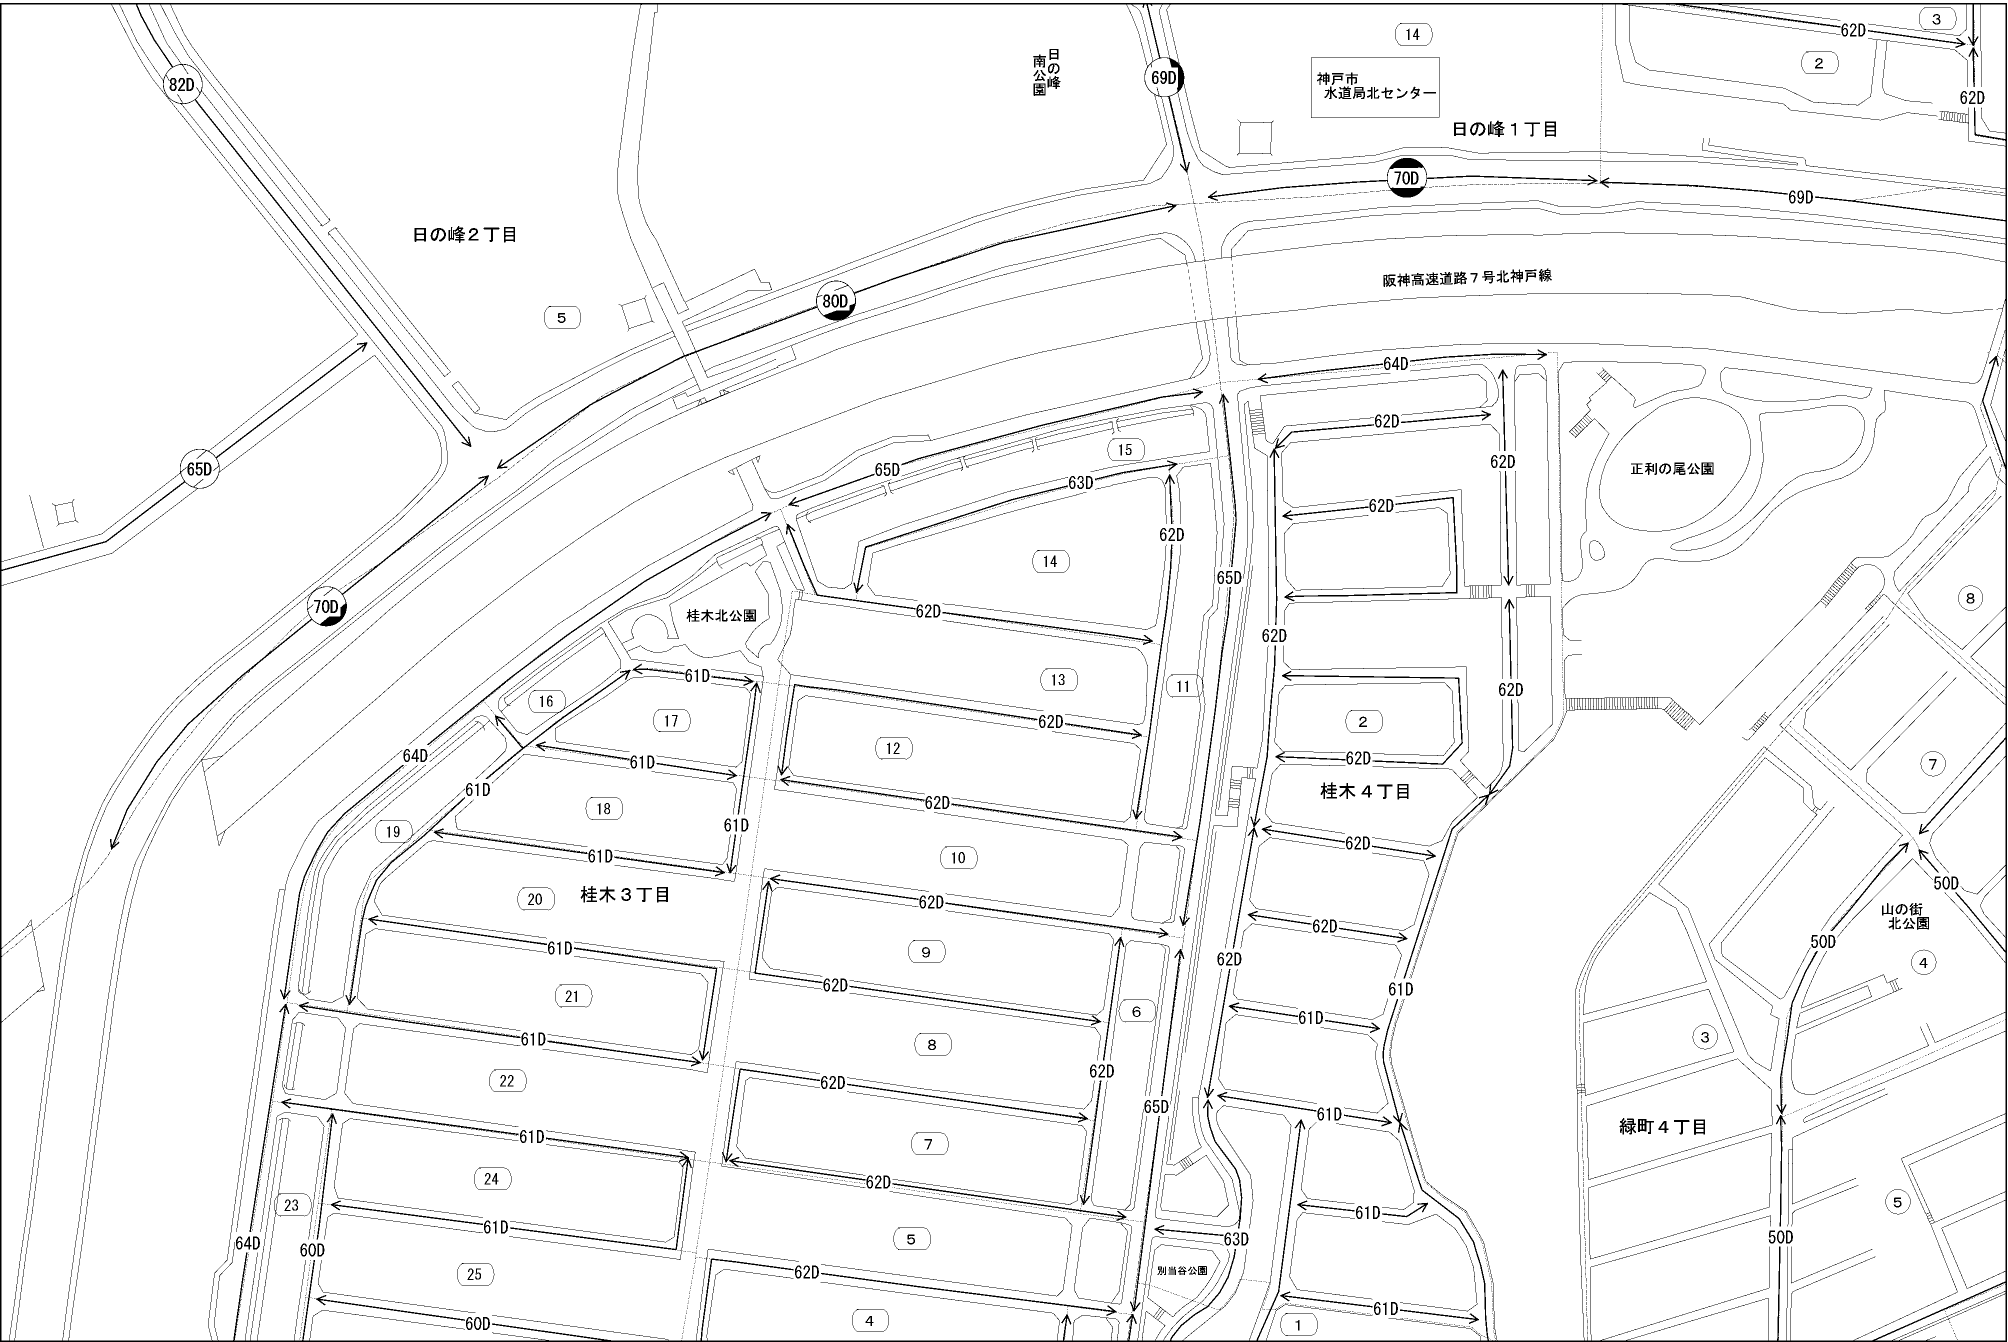 3
62D
14
82D
69D
2
日の峰
南公園
神戸市
水道局北センター
62D
日の峰１丁目
70D
69D
日の峰２丁目
阪神高速道路７号北神戸線
80D
5
64D
62D
15
65D
62D
正利の尾公園
65D
63D
62D
62D
14
65D
8
70D
桂木北公園
62D
62D
61D
13
11
62D
16
17
62D
2
12
64D
61D
62D
7
61D
62D
桂木４丁目
18
61D
19
62D
61D
10
50D
20
桂木３丁目
62D
山の街
北公園
62D
61D
9
50D
62D
4
62D
61D
21
6
61D
61D
3
8
22
62D
62D
65D
61D
緑町４丁目
61D
7
24
62D
5
23
61D
61D
64D
60D
5
63D
50D
25
62D
別当谷公園
61D
60D
4
1